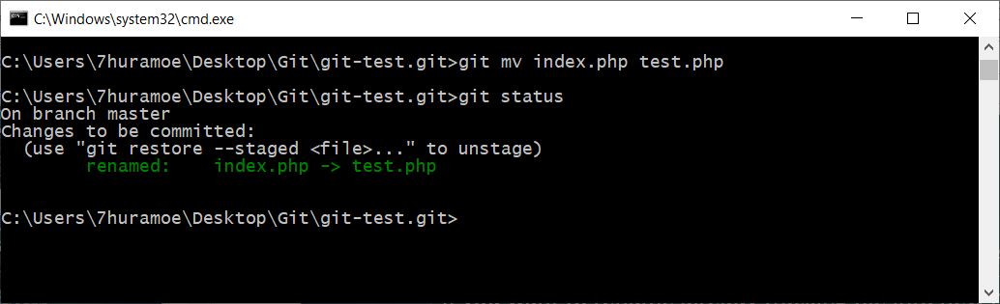 C:\Windows\system32\cmd.exe
C:\Users\7huramoe\Desktop\Git\git-test.git>git mv index.php test.php
C:\Users\7huramoe\Desktop\Git\git-test.git>git status
On branch master
Changes to be committed:
  (use "git restore --staged <file>..." to unstage)
        renamed:    index.php -> test.php
C:\Users\7huramoe\Desktop\Git\git-test.git>